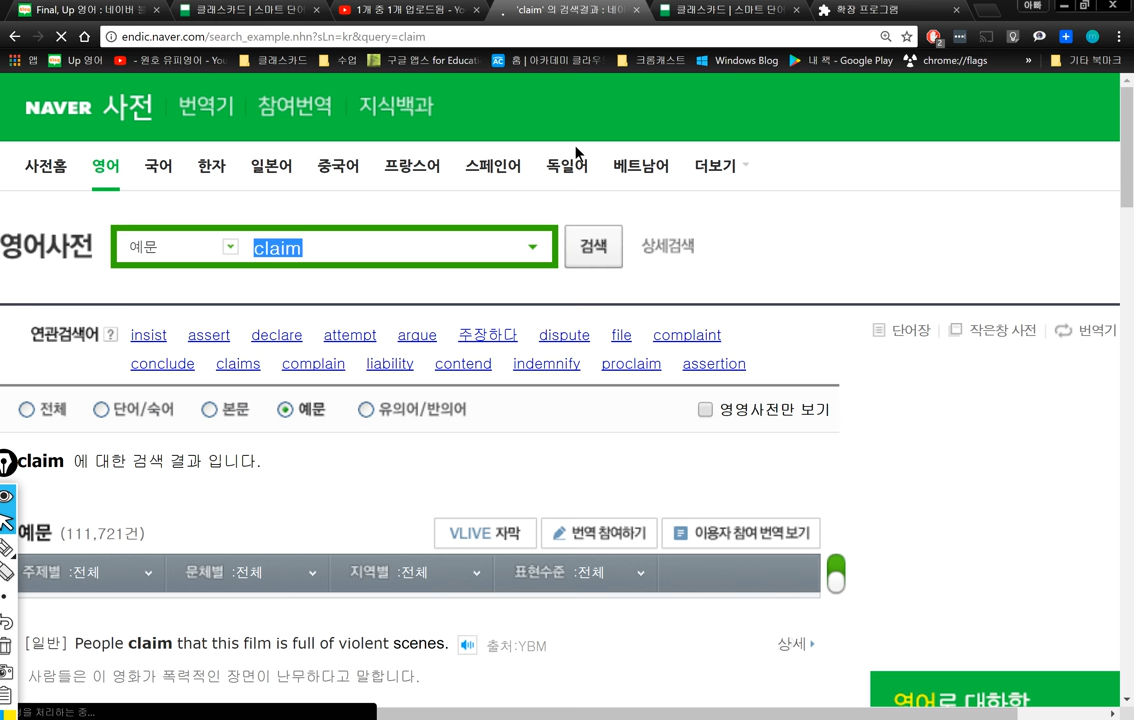 Final, Up 영어 : 네이버 블
클래스카드 | 스마트 단어
1개 중 1개 업로드됨 - Yo
'claim' 의 검색결과 : 네이
클래스카드 | 스마트 단어
확장 프로그램
아빠
endic.naver.com/search_example.nhn?sLn=kr&query=claim
2
앱
Up 영어
- 원호 유피영어 - You
클래스카드
수업
구글 앱스 for Educati
AC 홈 | 아카데미 클라우
크롬캐스트
Windows Blog
내 책 - Google Play
chrome://flags
»
기타 북마크
NAVER 사전 번역기 참여번역 지식백과
사전홈 영어 국어 한자 일본어 중국어 프랑스어 스페인어 독일어 베트남어 더보기
영어사전 예문 claim 검색 상세검색
연관검색어 ? insist assert declare attempt argue 주장하다 dispute file complaint
단어장 작은창 사전 번역기
conclude claims complain liability contend indemnify proclaim assertion
전체 단어/숙어 본문 예문 유의어/반의어 영영사전만 보기
claim 에 대한 검색 결과 입니다.
예문 (111,721건) VLIVE 자막 번역 참여하기 이용자 참여 번역 보기
주제별 :전체 문체별 :전체 지역별 :전체 표현수준 :전체
[일반] People claim that this film is full of violent scenes. 출처:YBM 상세
사람들은 이 영화가 폭력적인 장면이 난무하다고 말합니다.
영어로 대화할
처리하는 중...